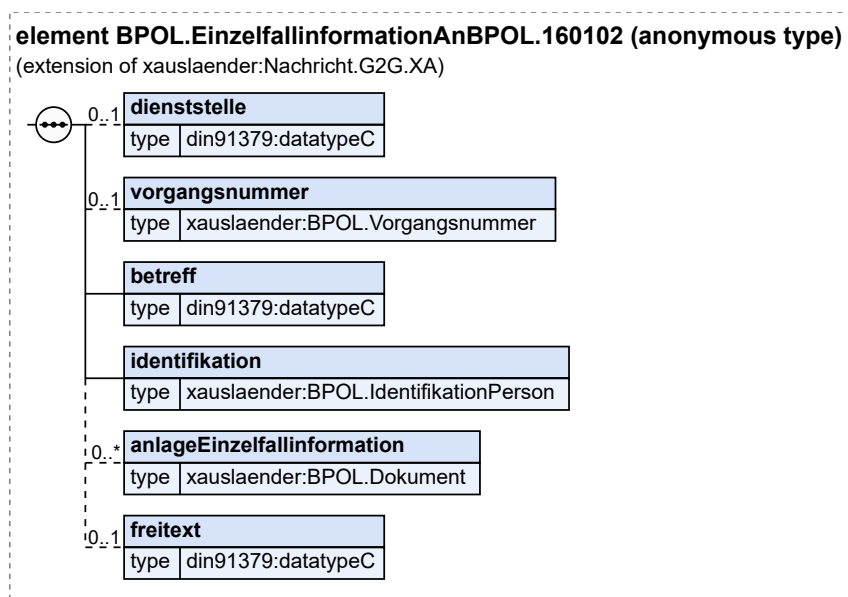 element BPOL.EinzelfallinformationAnBPOL.160102 (anonymous type)
(extension of xauslaender:Nachricht.G2G.XA)
0..1 dienststelle
type din91379:datatypeC
0..1 vorgangsnummer
type xauslaender:BPOL.Vorgangsnummer
betreff
type din91379:datatypeC
identifikation
type xauslaender:BPOL.IdentifikationPerson
0..* anlageEinzelfallinformation
type xauslaender:BPOL.Dokument
0..1 freitext
type din91379:datatypeC